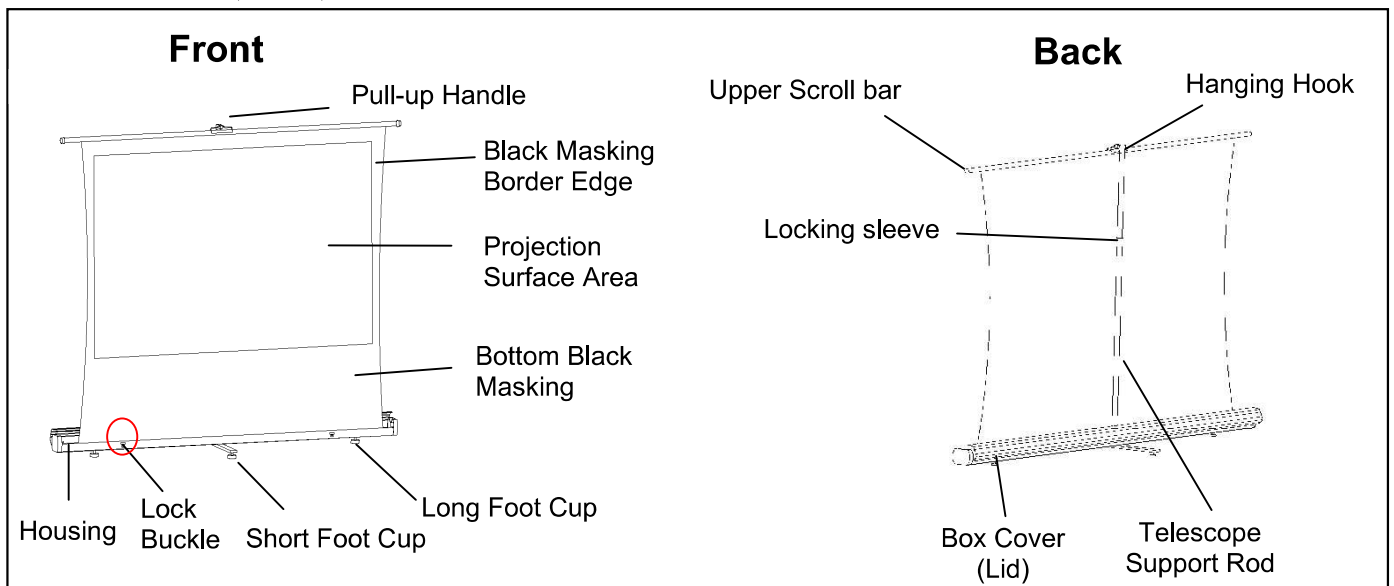 Front
Pull-up Handle
Black Masking
Border Edge
Projection
Surface Area
Bottom Black
Masking
Long Foot Cup
Short Foot Cup
Lock
Buckle
Housing
Back
Upper Scroll bar
Hanging Hook
Locking sleeve
Box Cover
(Lid)
Telescope
Support Rod